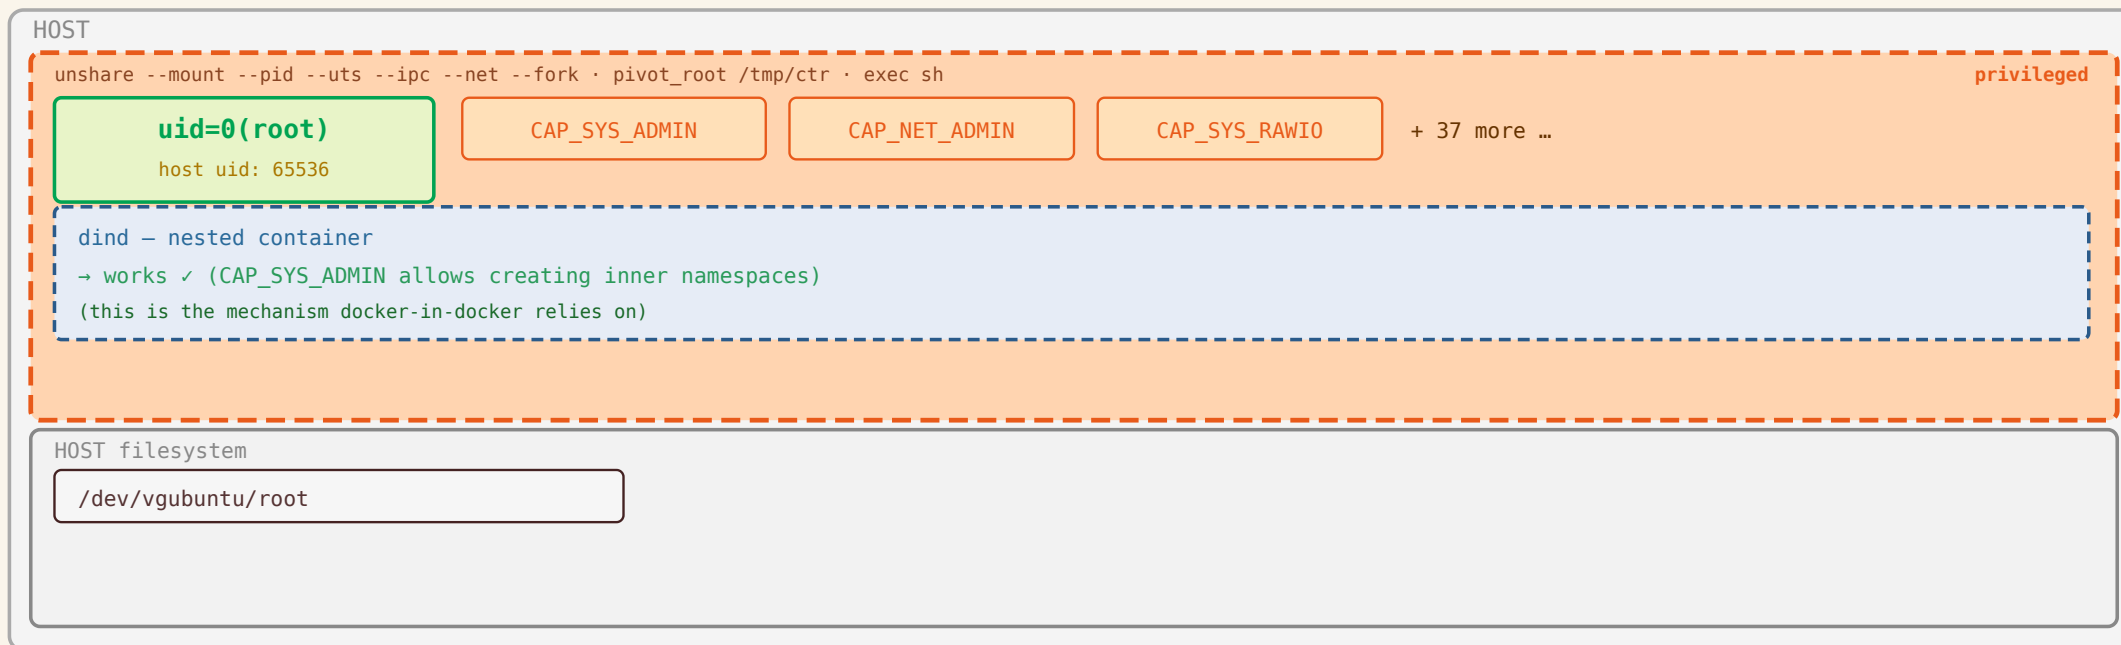 HOST
unshare --mount --pid --uts --ipc --net --fork · pivot_root /tmp/ctr · exec sh
privileged
uid=0(root)
host uid: 65536
CAP_SYS_ADMIN
CAP_NET_ADMIN
CAP_SYS_RAWIO
+ 37 more …
dind — nested container
→ works ✓ (CAP_SYS_ADMIN allows creating inner namespaces)
(this is the mechanism docker-in-docker relies on)
HOST filesystem
/dev/vgubuntu/root